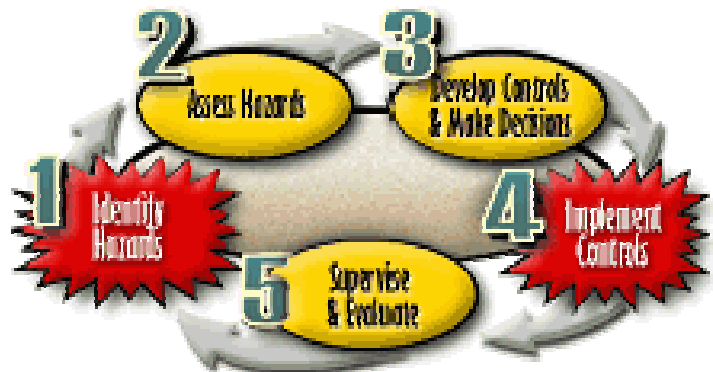 1
Identify
Hazards
2
Assess Hazards
3
Develop Controls
& Make Decisions
4
Implement
Controls
5
Supervise
& Evaluate